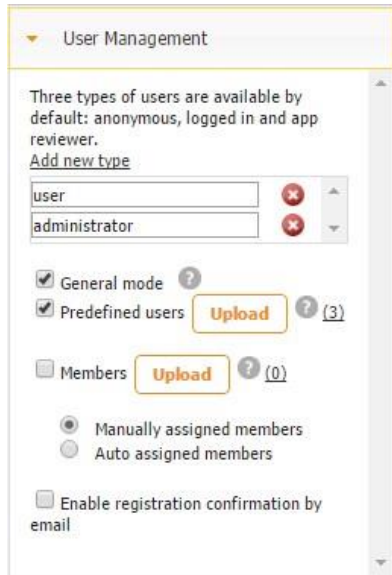 User Management
Three types of users are available by
default: anonymous, logged in and app
reviewer.
Add new type
user
administrator
General mode ?
Predefined users Upload ? (3)
Members Upload ? (0)
Manually assigned members
Auto assigned members
Enable registration confirmation by
email